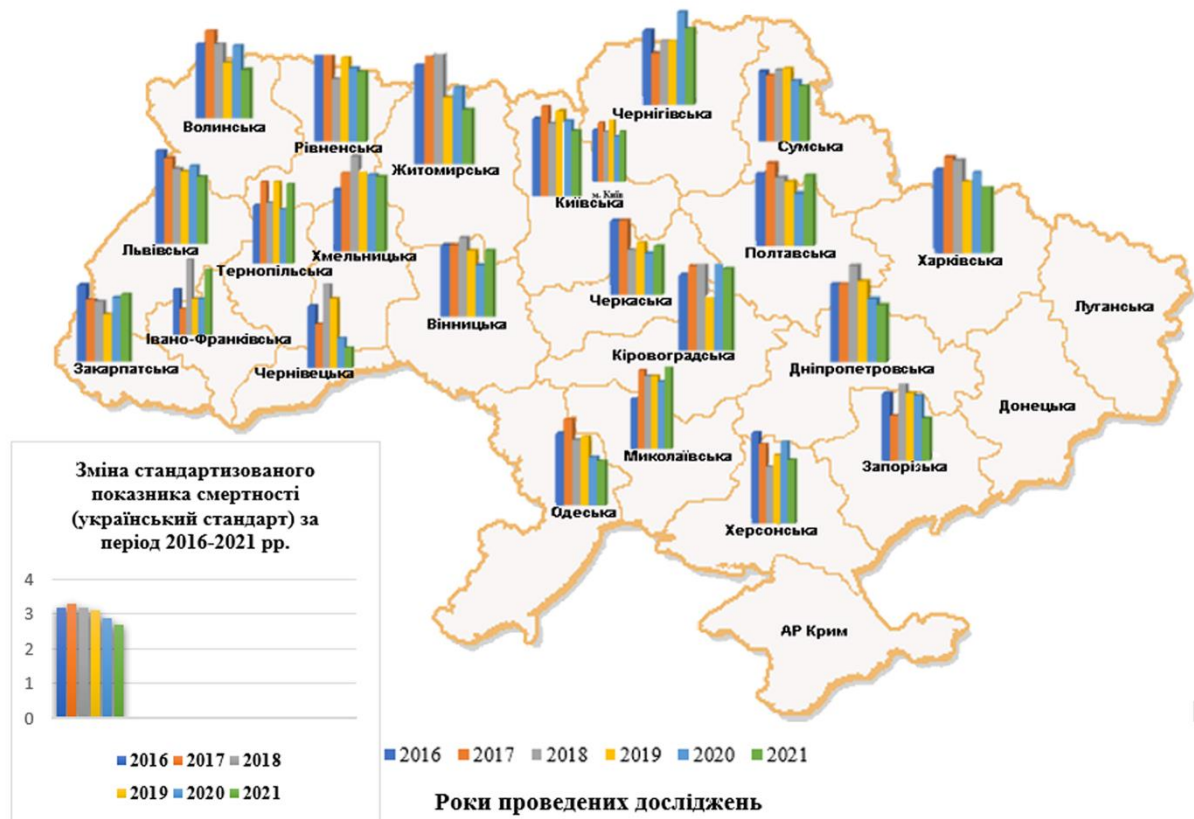 Волинська
Рівненська
Житомирська
Чернігівська
Сумська
м. Київ
Київська
Львівська
Тернопільська
Хмельницька
Полтавська
Харківська
Луганська
Вінницька
Черкаська
Івано-Франківська
Закарпатська
Чернівецька
Кіровоградська
Дніпропетровська
Донецька
Миколаївська
Запорізька
Одеська
Херсонська
АР Крим
Зміна стандартизованого
показника смертності
(український стандарт) за
період 2016-2021 рр.
4
3
2
1
0
2016 2017 2018
2019 2020 2021
2016 2017 2018 2019 2020 2021
Роки проведених досліджень